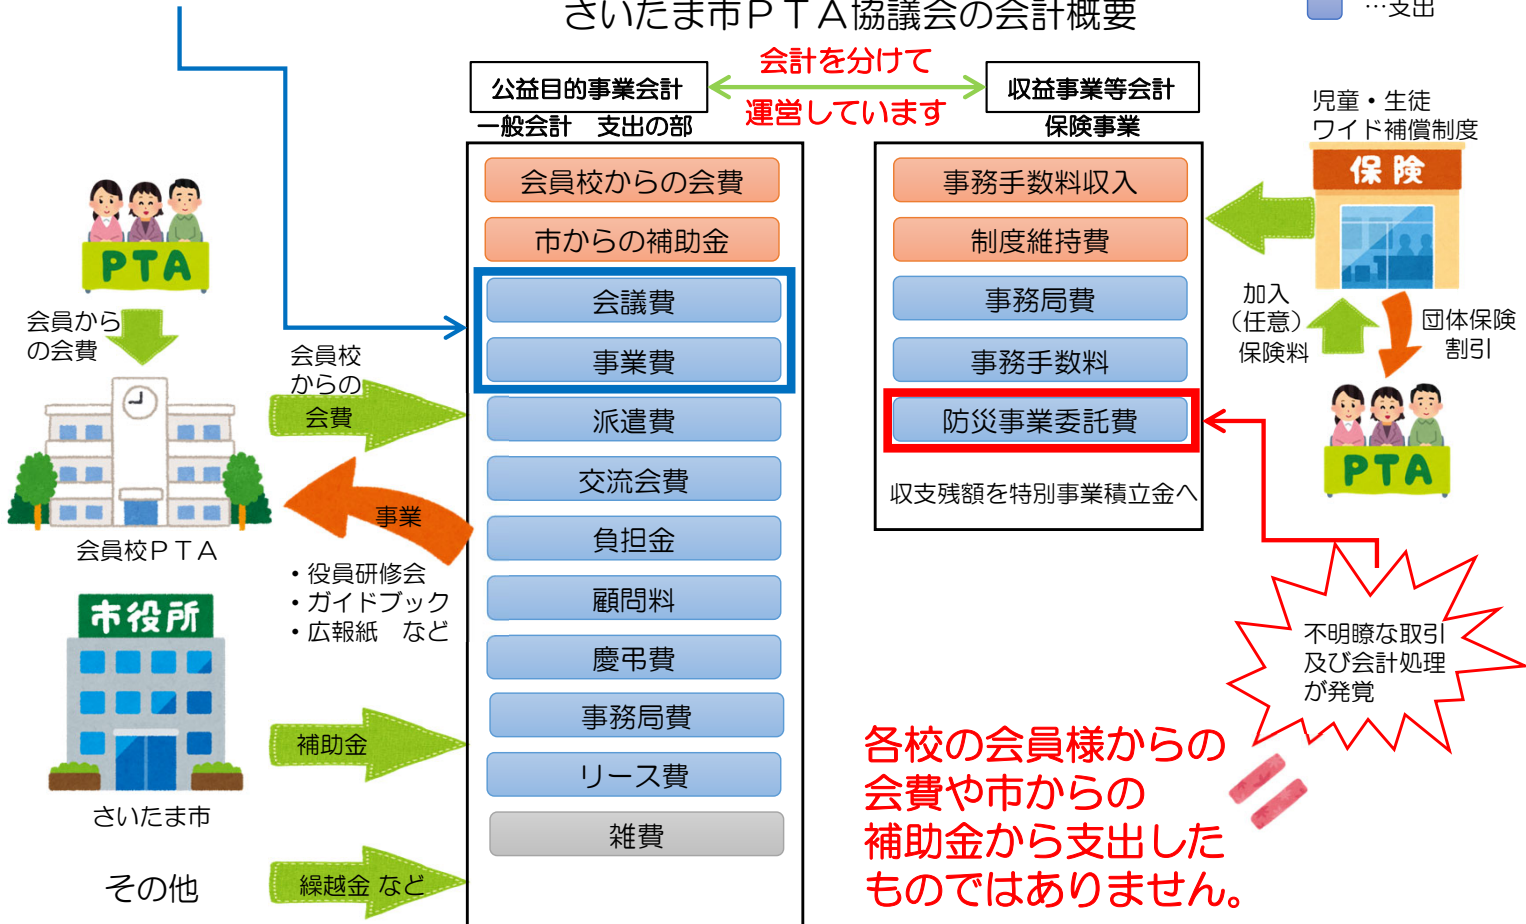 さいたま市ＰＴＡ協議会の会計概要
…支出
公益目的事業会計
会計を分けて
運営しています
収益事業等会計
一般会計　支出の部
保険事業
児童・生徒
ワイド補償制度
保険
会員校からの会費
市からの補助金
会議費
事業費
派遣費
交流会費
負担金
顧問料
慶弔費
事務局費
リース費
雑費
事務手数料収入
制度維持費
事務局費
事務手数料
防災事業委託費
収支残額を特別事業積立金へ
加入
（任意）
保険料
団体保険
割引
PTA
PTA
会員から
の会費
会員校
からの
会費
事業
会員校ＰＴＡ
・役員研修会
・ガイドブック
・広報紙　など
市役所
補助金
さいたま市
その他
繰越金 など
不明瞭な取引
及び会計処理
が発覚
各校の会員様からの
会費や市からの
補助金から支出した
ものではありません。